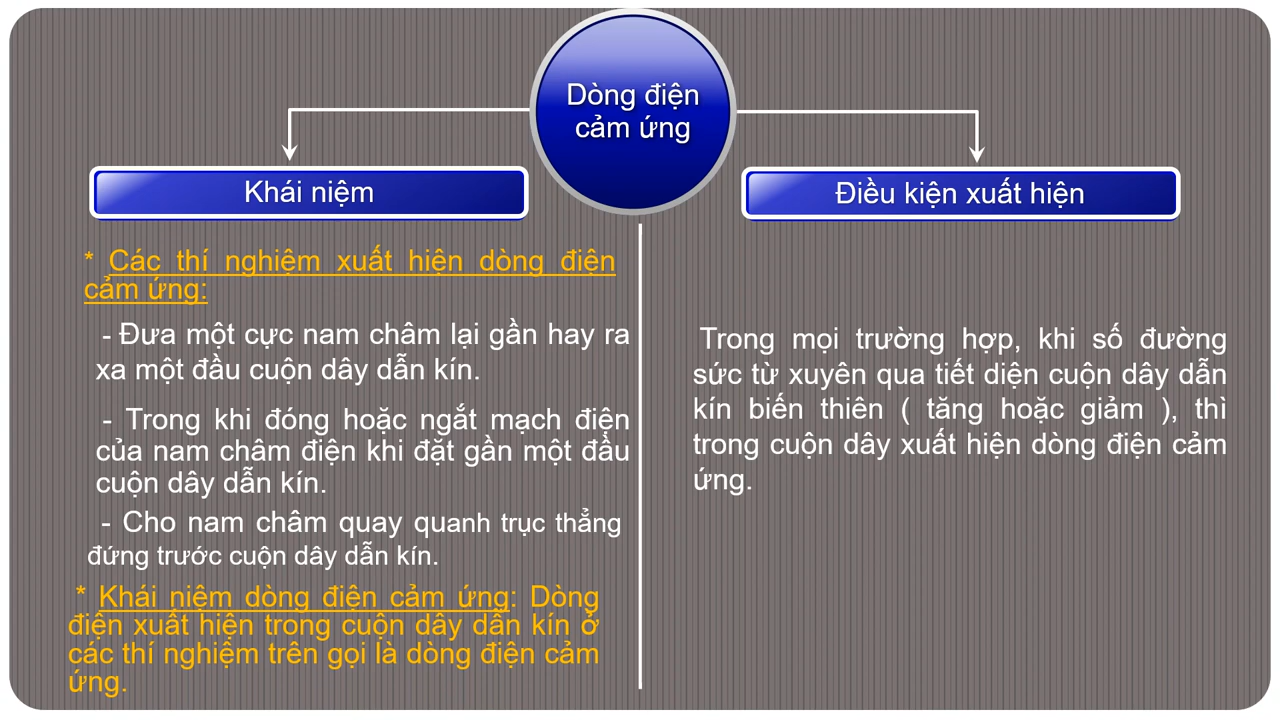 Dòng điện
cảm ứng
Khái niệm
* Các thí nghiệm xuất hiện dòng điện
cảm ứng:
- Đưa một cực nam châm lại gần hay ra
xa một đầu cuộn dây dẫn kín.
- Trong khi đóng hoặc ngắt mạch điện
của nam châm điện khi đặt gần một đầu
cuộn dây dẫn kín.
- Cho nam châm quay quanh trục thẳng
đứng trước cuộn dây dẫn kín.
* Khái niệm dòng điện cảm ứng: Dòng
điện xuất hiện trong cuộn dây dẫn kín ở
các thí nghiệm trên gọi là dòng điện cảm
ứng.
Điều kiện xuất hiện
Trong mọi trường hợp, khi số đường
sức từ xuyên qua tiết diện cuộn dây dẫn
kín biến thiên ( tăng hoặc giảm ), thì
trong cuộn dây xuất hiện dòng điện cảm
ứng.